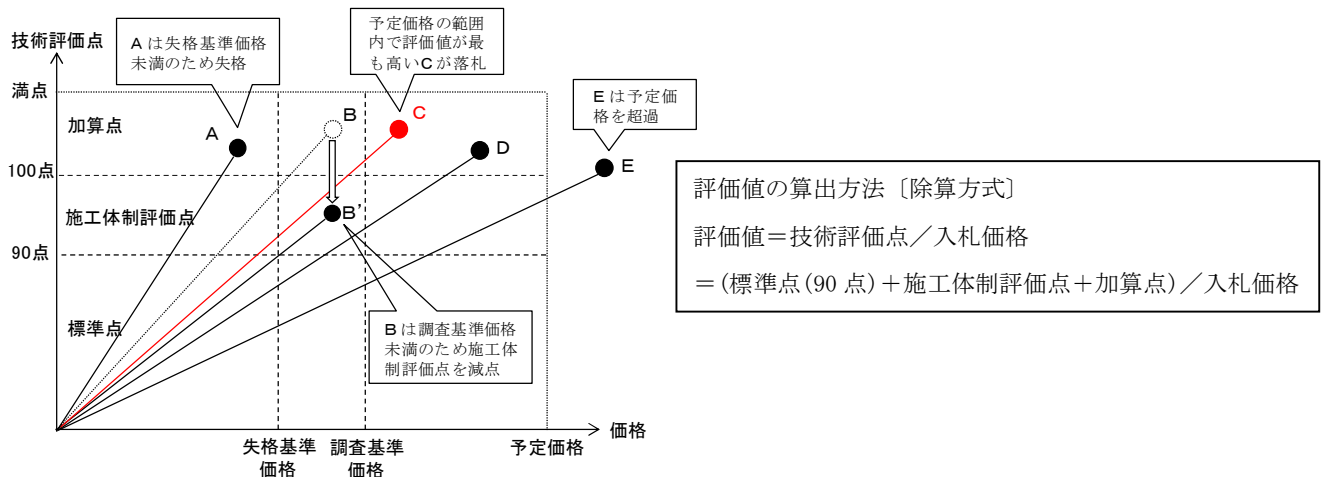 技術評価点
Aは失格基準価格
未満のため失格
予定価格の範囲
内で評価値が最
も高いCが落札
Eは予定価
格を超過
満点
加算点
A
B
C
D
E
100点
施工体制評価点
B'
90点
標準点
Bは調査基準価格
未満のため施工体
制評価点を減点
価格
失格基準
価格
調査基準
価格
予定価格
評価値の算出方法〔除算方式〕
評価値＝技術評価点／入札価格
＝(標準点(90 点)＋施工体制評価点＋加算点)／入札価格